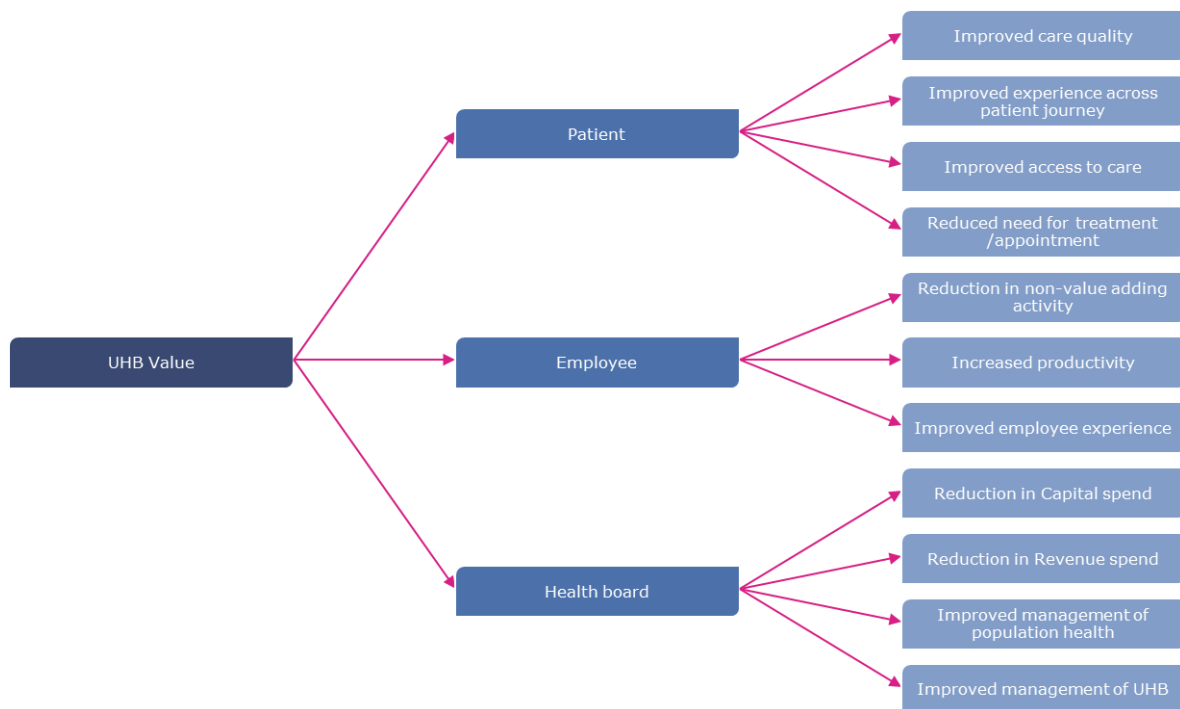 UHB Value
Patient
Employee
Health board
Improved care quality
Improved experience across
patient journey
Improved access to care
Reduced need for treatment
/appointment
Reduction in non-value adding
activity
Increased productivity
Improved employee experience
Reduction in Capital spend
Reduction in Revenue spend
Improved management of
population health
Improved management of UHB